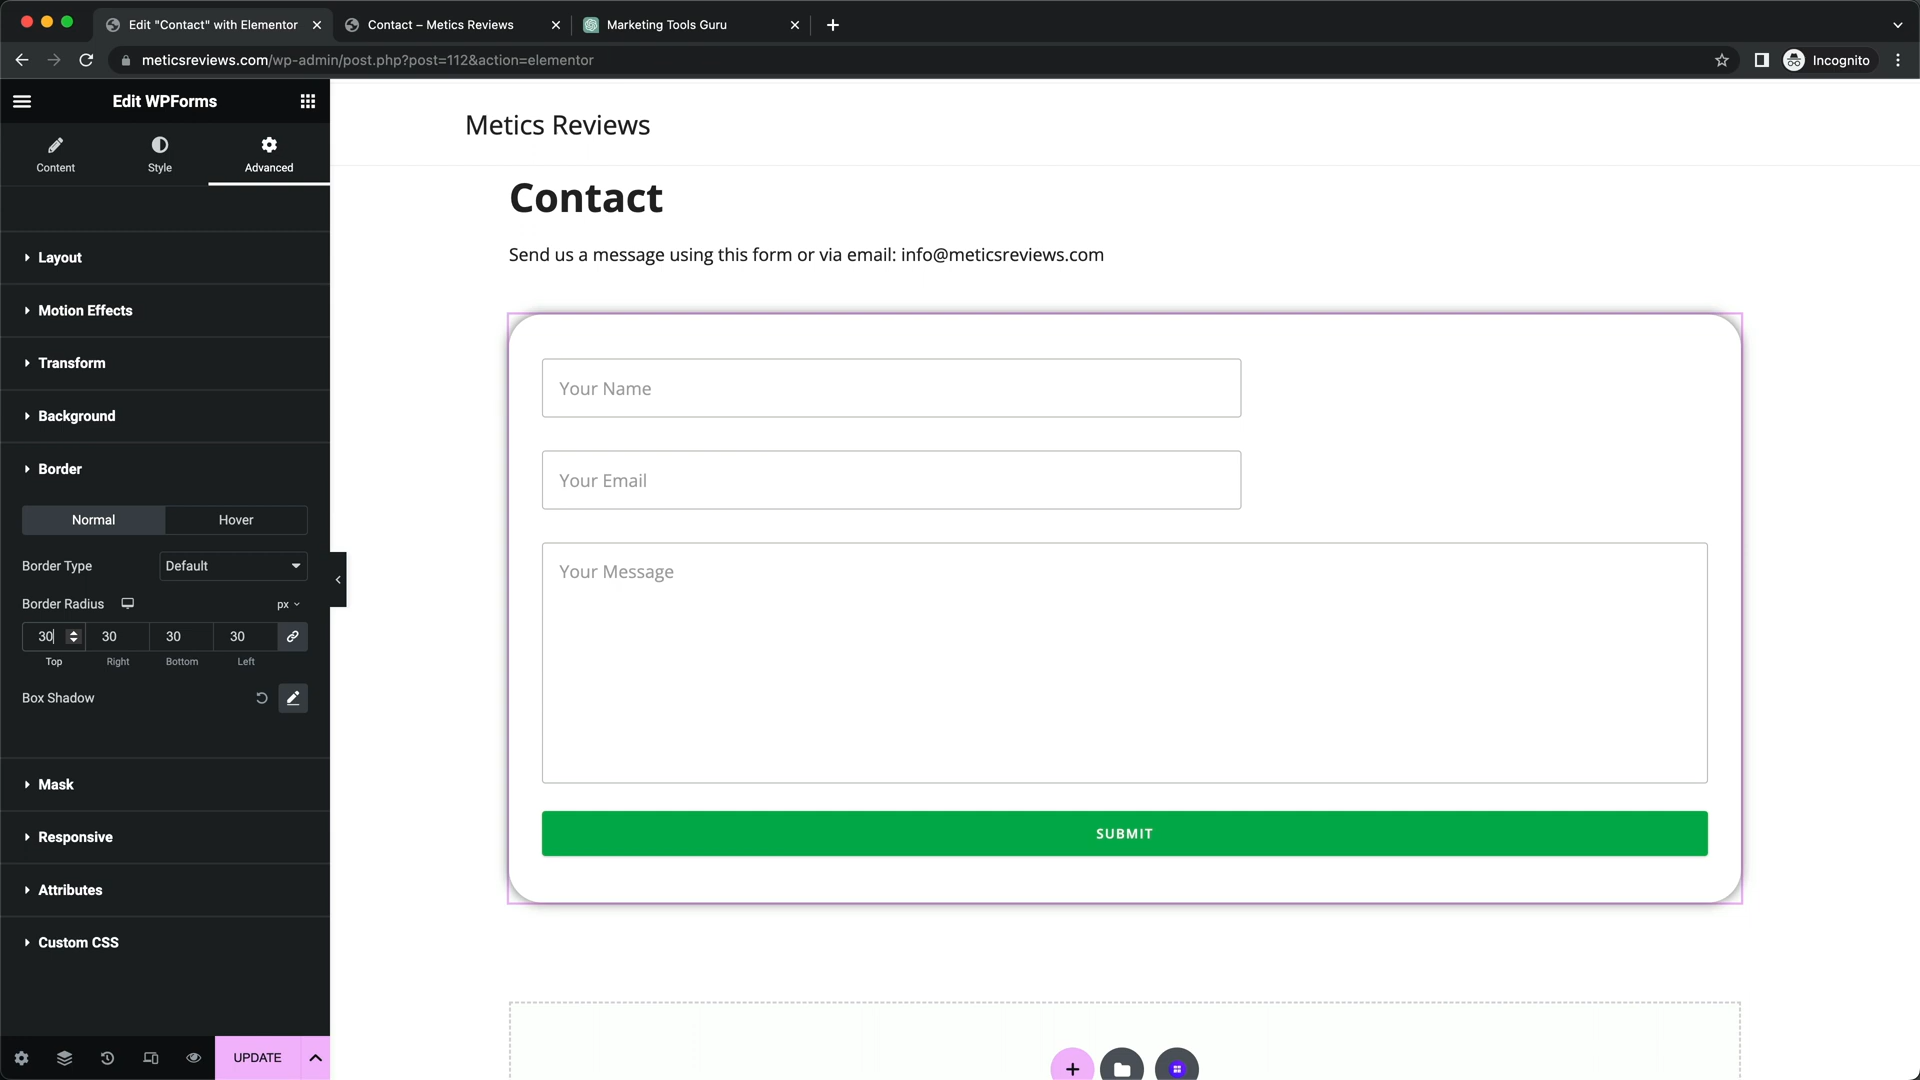 Edit "Contact" with Elementor
Contact – Metics Reviews
Marketing Tools Guru
meticsreviews.com/wp-admin/post.php?post=112&action=elementor
Incognito
Edit WPForms
Content
Style
Advanced
Layout
Motion Effects
Transform
Background
Border
Normal
Hover
Border Type
Default
Border Radius
px
30
30
30
30
Top
Right
Bottom
Left
Box Shadow
Mask
Responsive
Attributes
Custom CSS
UPDATE
Metics Reviews
Contact
Send us a message using this form or via email: info@meticsreviews.com
Your Name
Your Email
Your Message
SUBMIT